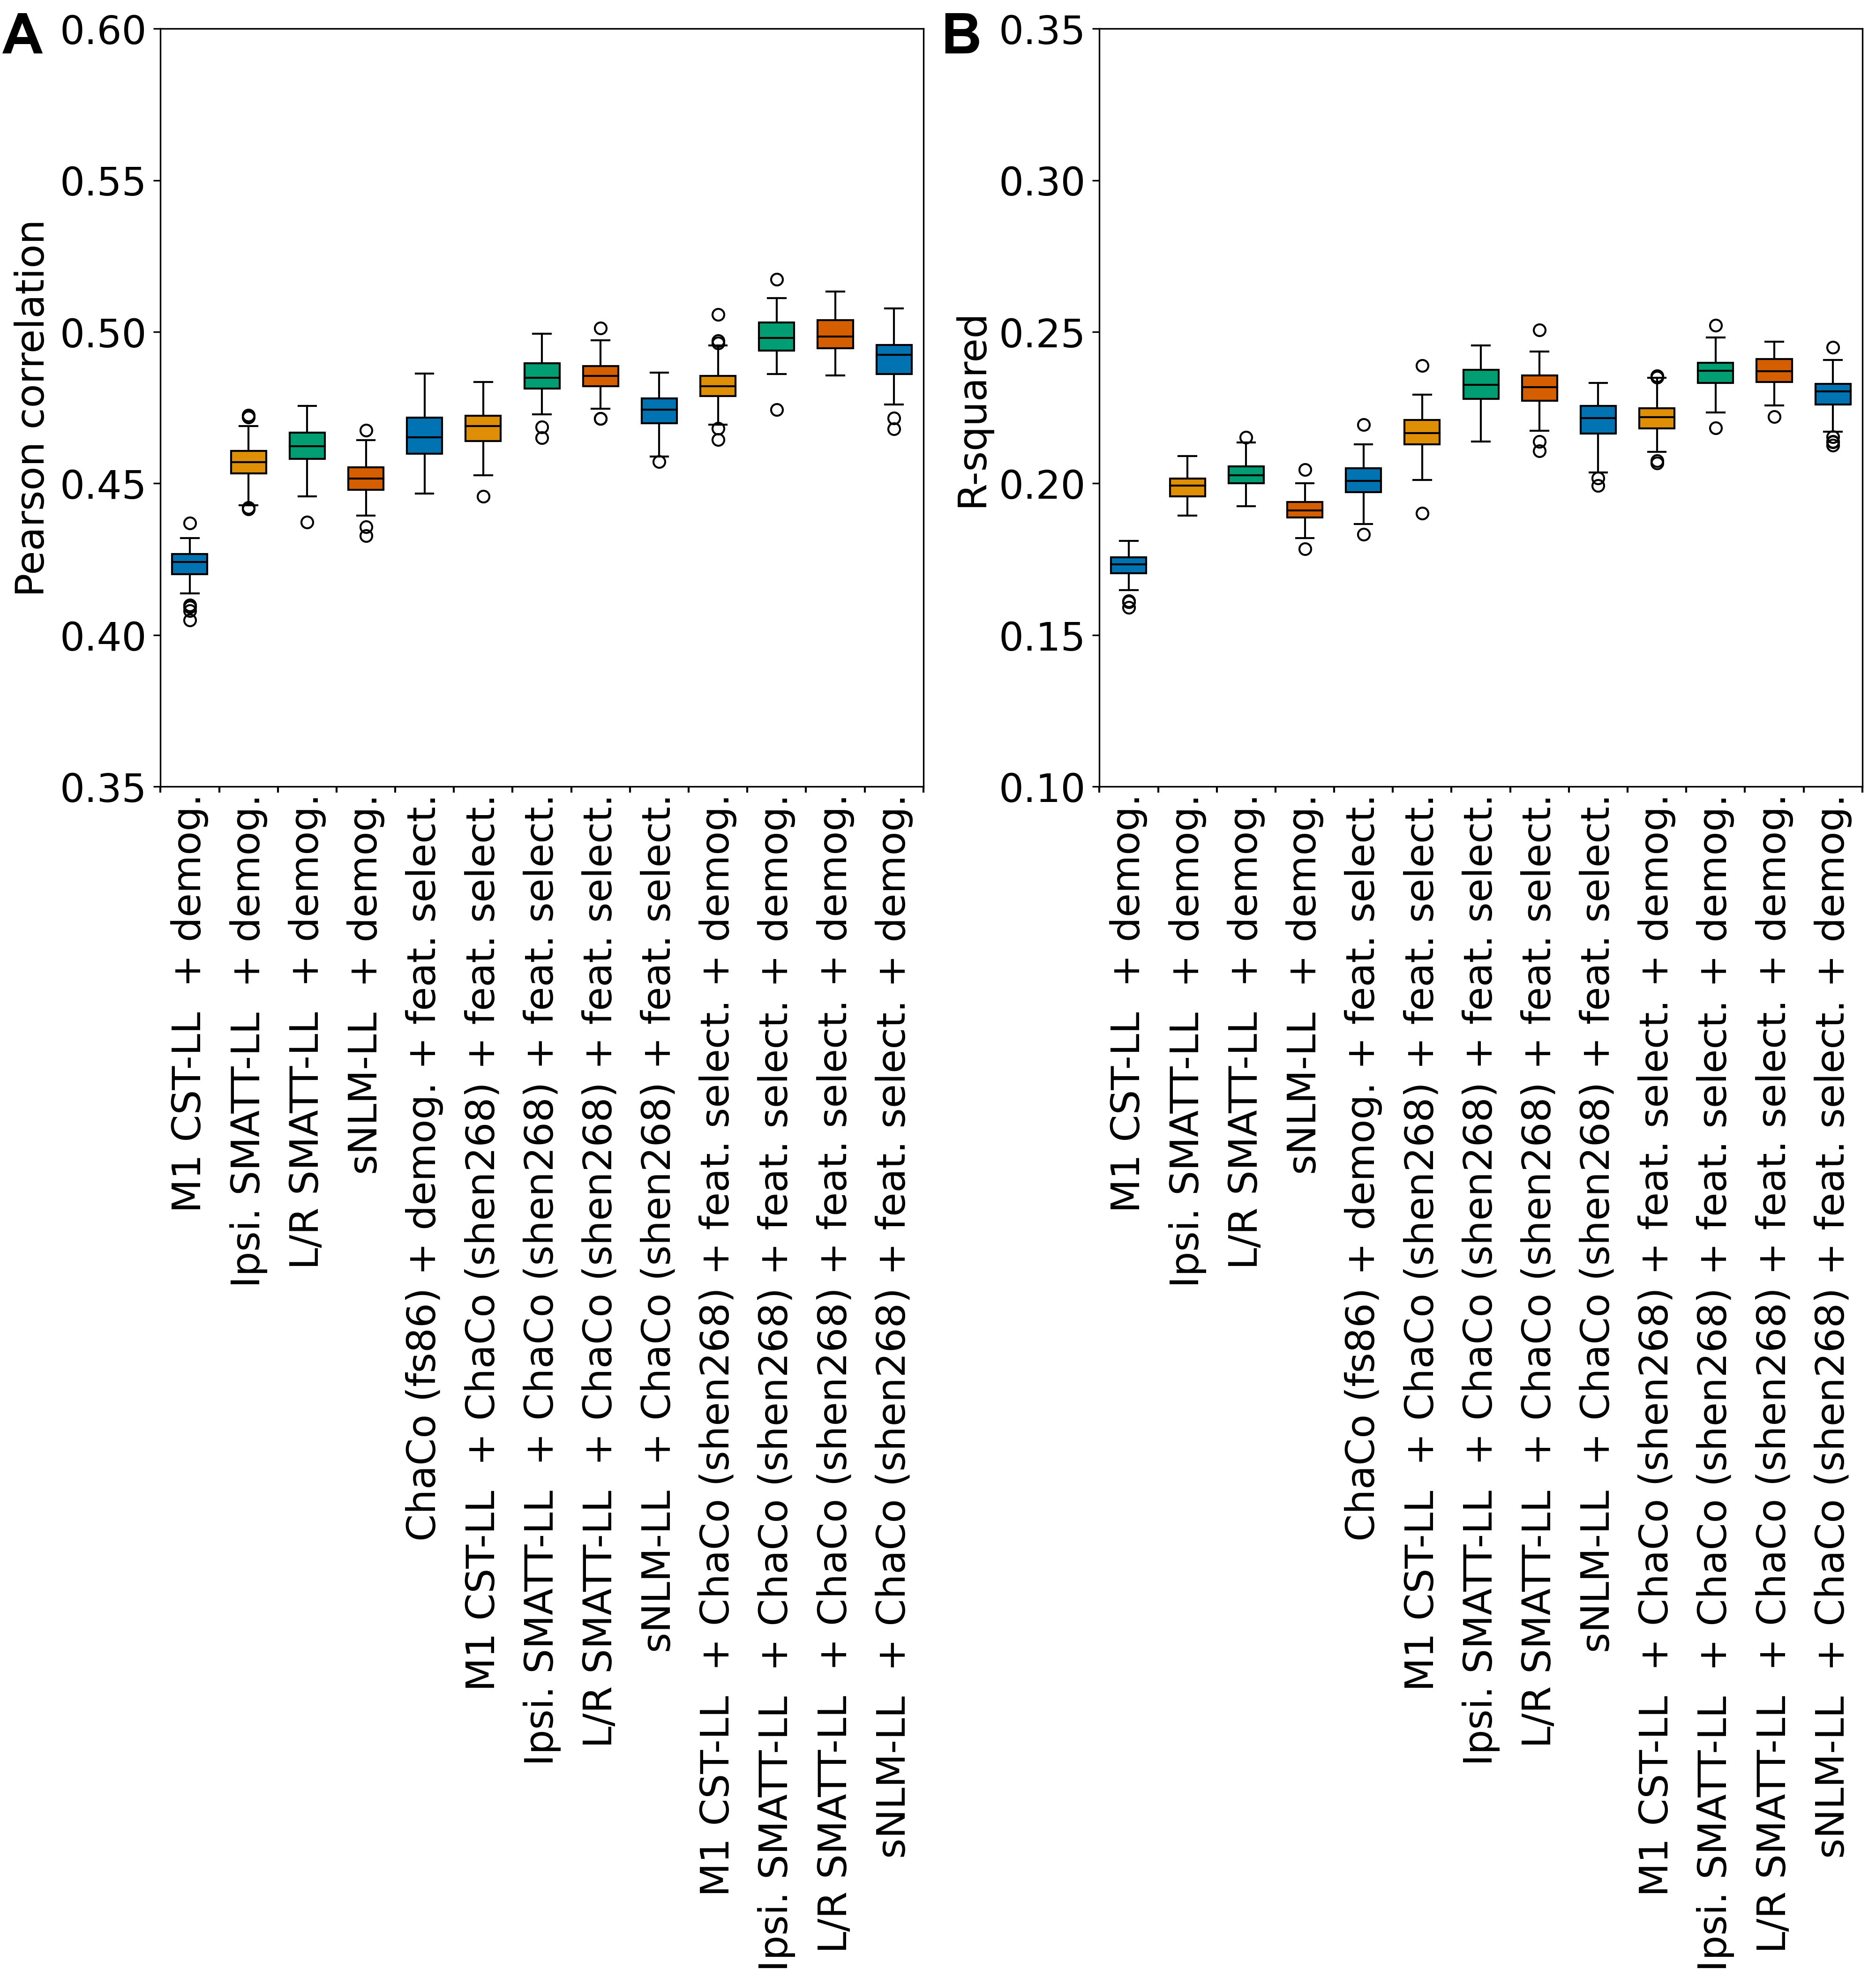 A
0.60
0.55
0.50
0.45
0.40
0.35
Pearson correlation
M1 CST-LL + demog.
Ipsi. SMATT-LL + demog.
L/R SMATT-LL + demog.
sNLM-LL + demog.
ChaCo (fs86) + demog. + feat. select.
M1 CST-LL + ChaCo (shen268) + feat. select.
Ipsi. SMATT-LL + ChaCo (shen268) + feat. select.
L/R SMATT-LL + ChaCo (shen268) + feat. select.
sNLM-LL + ChaCo (shen268) + feat. select.
M1 CST-LL + ChaCo (shen268) + feat. select. + demog.
Ipsi. SMATT-LL + ChaCo (shen268) + feat. select. + demog.
L/R SMATT-LL + ChaCo (shen268) + feat. select. + demog.
sNLM-LL + ChaCo (shen268) + feat. select. + demog.
B
0.35
0.30
0.25
0.20
0.15
0.10
R-squared
M1 CST-LL + demog.
Ipsi. SMATT-LL + demog.
L/R SMATT-LL + demog.
sNLM-LL + demog.
ChaCo (fs86) + demog. + feat. select.
M1 CST-LL + ChaCo (shen268) + feat. select.
Ipsi. SMATT-LL + ChaCo (shen268) + feat. select.
L/R SMATT-LL + ChaCo (shen268) + feat. select.
sNLM-LL + ChaCo (shen268) + feat. select.
M1 CST-LL + ChaCo (shen268) + feat. select. + demog.
Ipsi. SMATT-LL + ChaCo (shen268) + feat. select. + demog.
L/R SMATT-LL + ChaCo (shen268) + feat. select. + demog.
sNLM-LL + ChaCo (shen268) + feat. select. + demog.